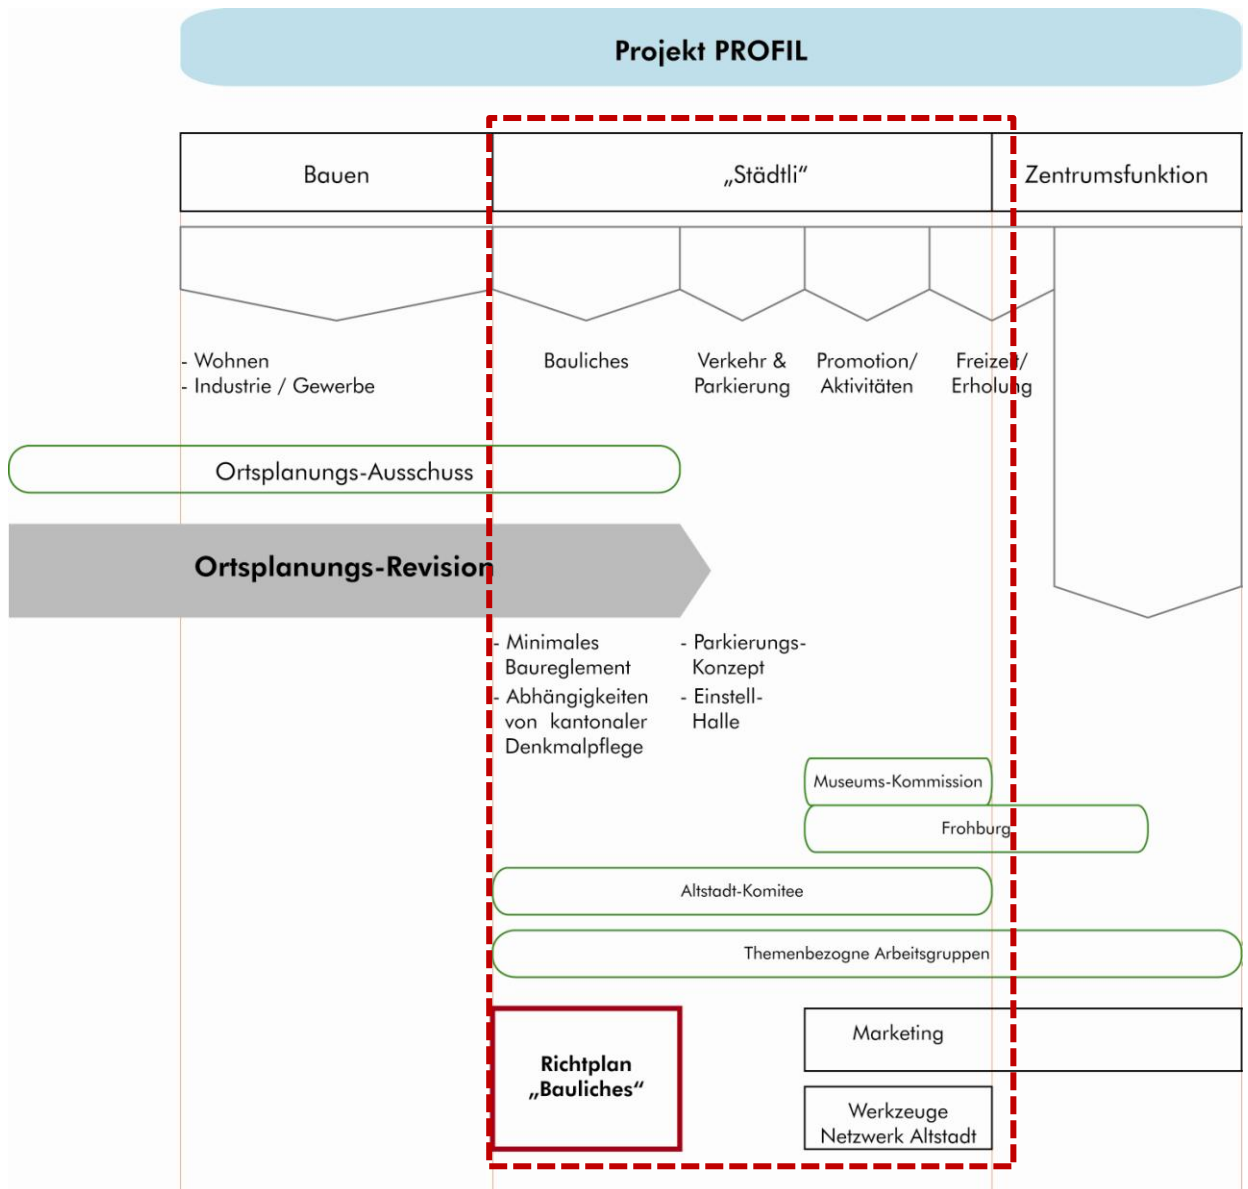 Projekt PROFIL
Bauen
„Städtli“
Zentrumsfunktion
- Wohnen
- Industrie / Gewerbe
Bauliches
Verkehr &
Parkierung
Promotion/
Aktivitäten
Freizeit/
Erholung
Ortsplanungs-Ausschuss
Ortsplanungs-Revision
- Minimales
Baureglement
- Abhängigkeiten
von kantonaler
Denkmalpflege
- Parkierungs-
Konzept
- Einstell-
Halle
Museums-Kommission
Frohburg
Altstadt-Komitee
Themenbezogne Arbeitsgruppen
Richtplan
„Bauliches“
Marketing
Werkzeuge
Netzwerk Altstadt